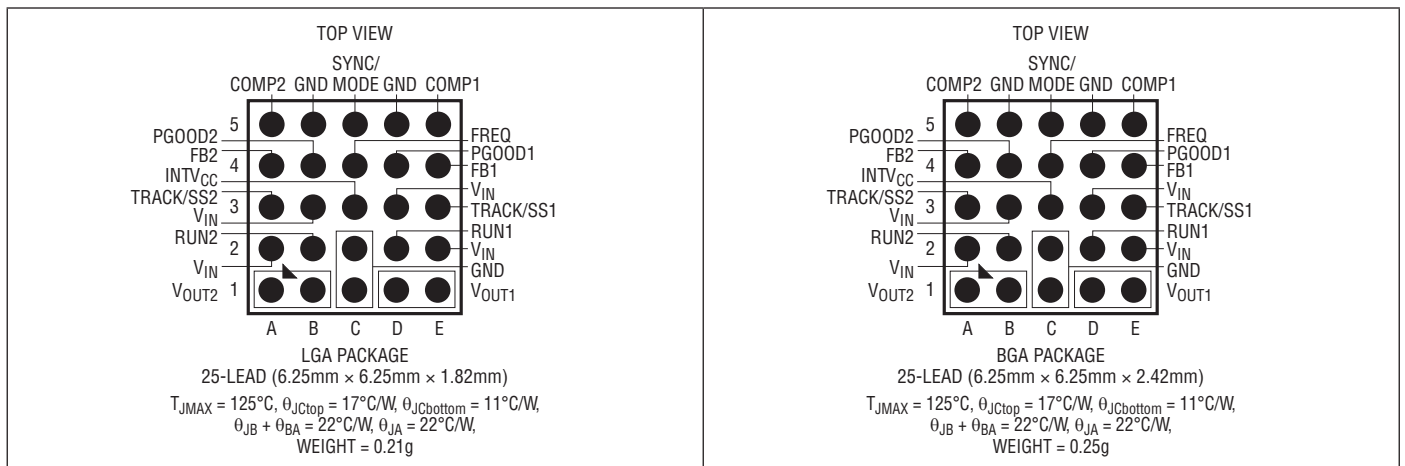 TOP VIEW
SYNC/
COMP2 GND MODE GND COMP1
5
PGOOD2
FREQ
PGOOD1
FB2
4
FB1
INTVCC
VIN
TRACK/SS2
3
TRACK/SS1
VIN
RUN2
RUN1
2
VIN
VIN
GND
VOUT2 1
VOUT1
A B C D E
LGA PACKAGE
25-LEAD (6.25mm × 6.25mm × 1.82mm)
TJMAX = 125°C, θJCtop = 17°C/W, θJCbottom = 11°C/W,
θJB + θBA = 22°C/W, θJA = 22°C/W,
WEIGHT = 0.21g
TOP VIEW
SYNC/
COMP2 GND MODE GND COMP1
5
PGOOD2
FREQ
PGOOD1
FB2
4
FB1
INTVCC
VIN
TRACK/SS2
3
TRACK/SS1
VIN
RUN2
RUN1
2
VIN
VIN
GND
VOUT2 1
VOUT1
A B C D E
BGA PACKAGE
25-LEAD (6.25mm × 6.25mm × 2.42mm)
TJMAX = 125°C, θJCtop = 17°C/W, θJCbottom = 11°C/W,
θJB + θBA = 22°C/W, θJA = 22°C/W,
WEIGHT = 0.25g